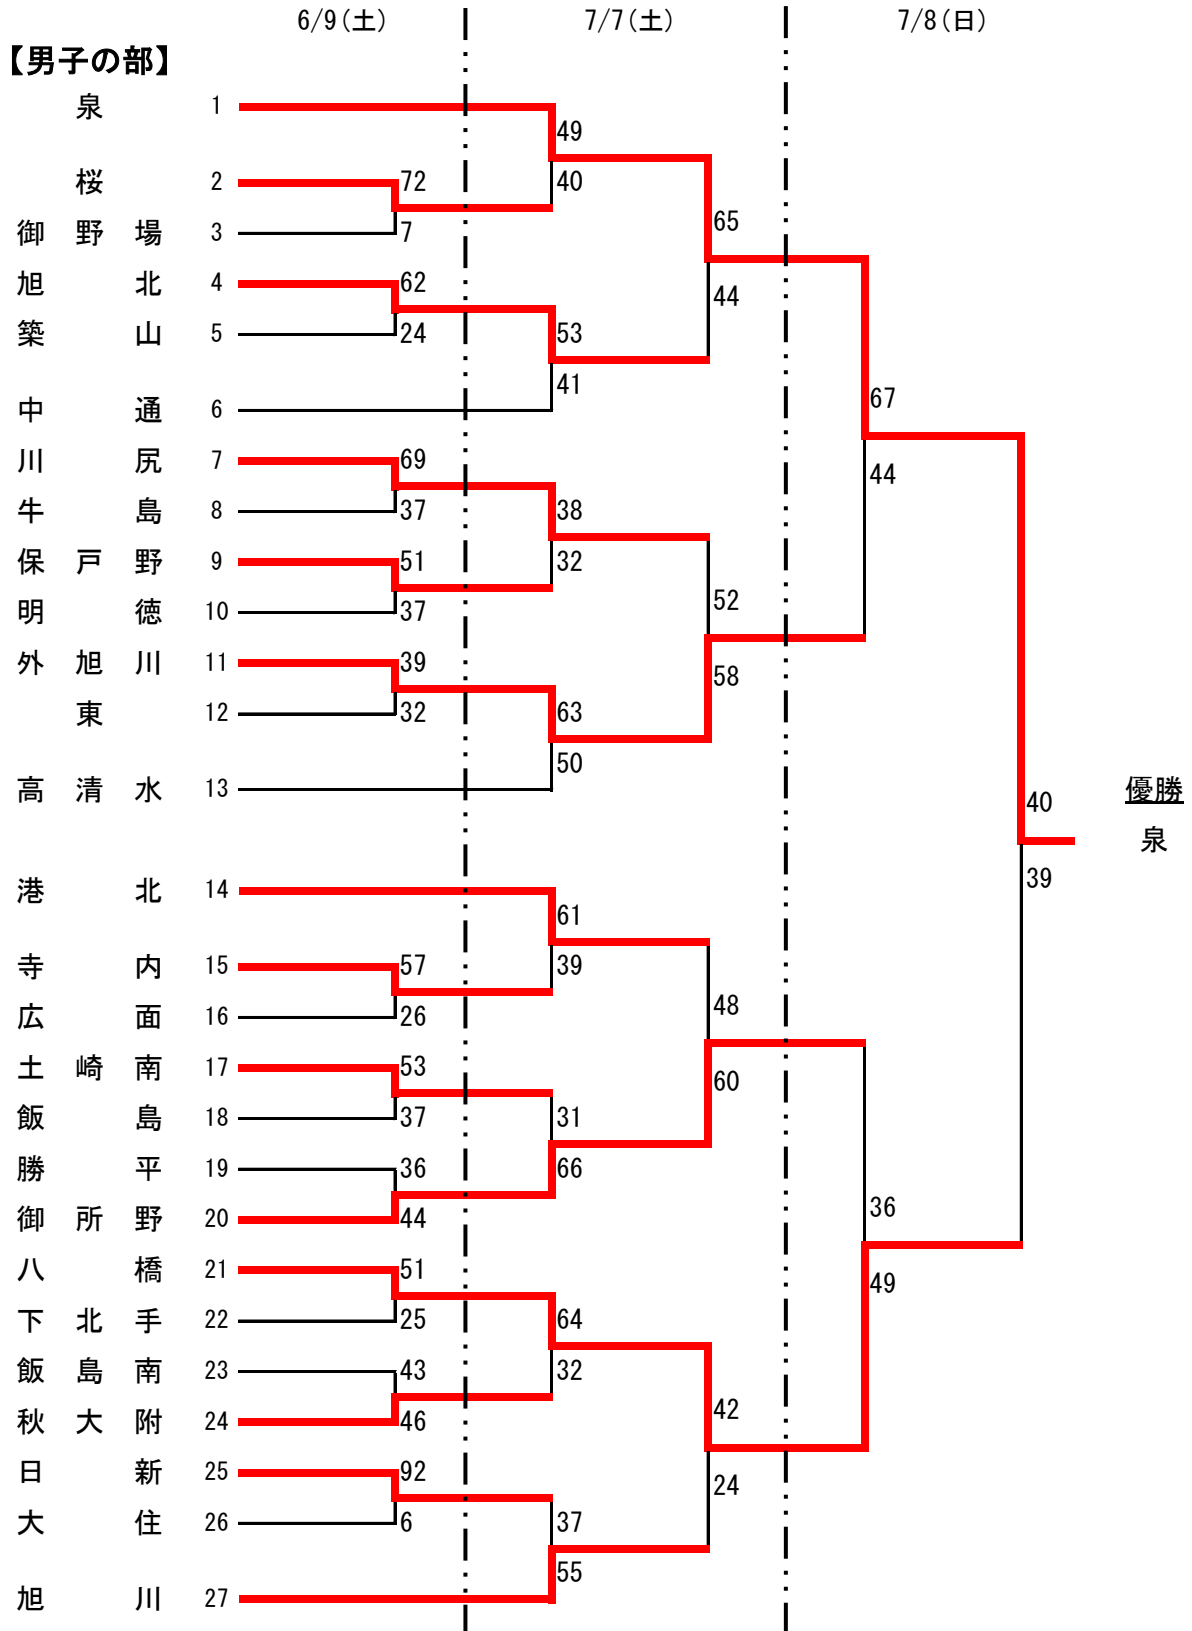 6/9(土) 7/7(土) 7/8(日)
【男子の部】
泉 1
49
桜 2 72 40
御野場 3 7 65
旭北 4 62 44
築山 5 24 53
41
中通 6 67
川尻 7 69 44
牛島 8 37 38
保戸野 9 51 32
明徳 10 37 52
外旭川 11 39 58
東 12 32 63
50
高清水 13 40 優勝
泉
39
港北 14 61
寺内 15 57 39
広面 16 26 48
土崎南 17 53 60
飯島 18 37 31
勝平 19 36 66
御所野 20 44 36
八橋 21 51 49
下北手 22 25 64
飯島南 23 43 32
秋大附 24 46 42
日新 25 92 24
大住 26 6 37
55
旭川 27